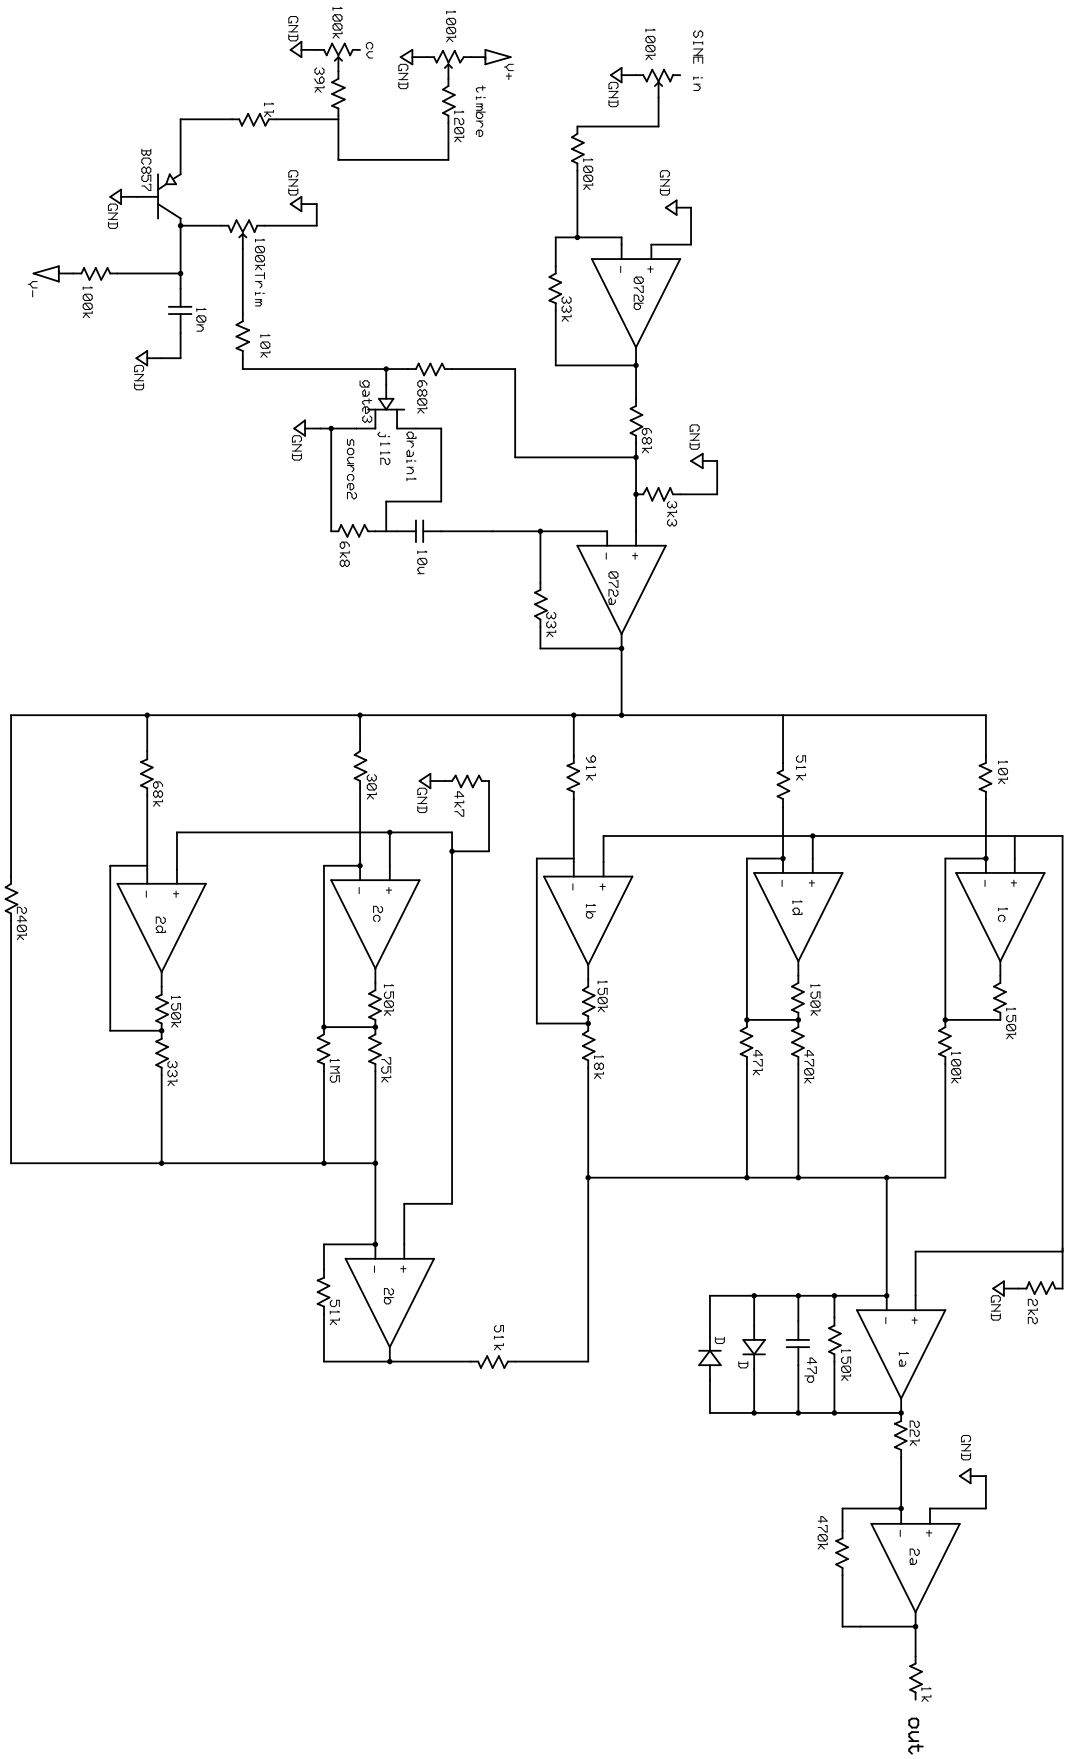 SINE in
100k
GND
100k
GND
-
+
072b
33k
68k
GND
3k3
-
+
072a
33k
V+
100k
GND
timbre
120k
cv
100k
GND
39k
1k
BC857
GND
GND
100kTrim
V-
100k
10n
GND
10k
680k
gate3
j112
drain1
source2
GND
6k8
10u
10k
-
+
1c
150k
100k
51k
-
+
1d
150k
470k
47k
91k
-
+
1b
150k
18k
GND
4k7
30k
-
+
2c
150k
75k
1M5
68k
-
+
2d
150k
33k
240k
-
+
2b
51k
51k
GND
2k2
-
+
1a
150k
47p
D
D
22k
GND
-
+
2a
470k
1k
out